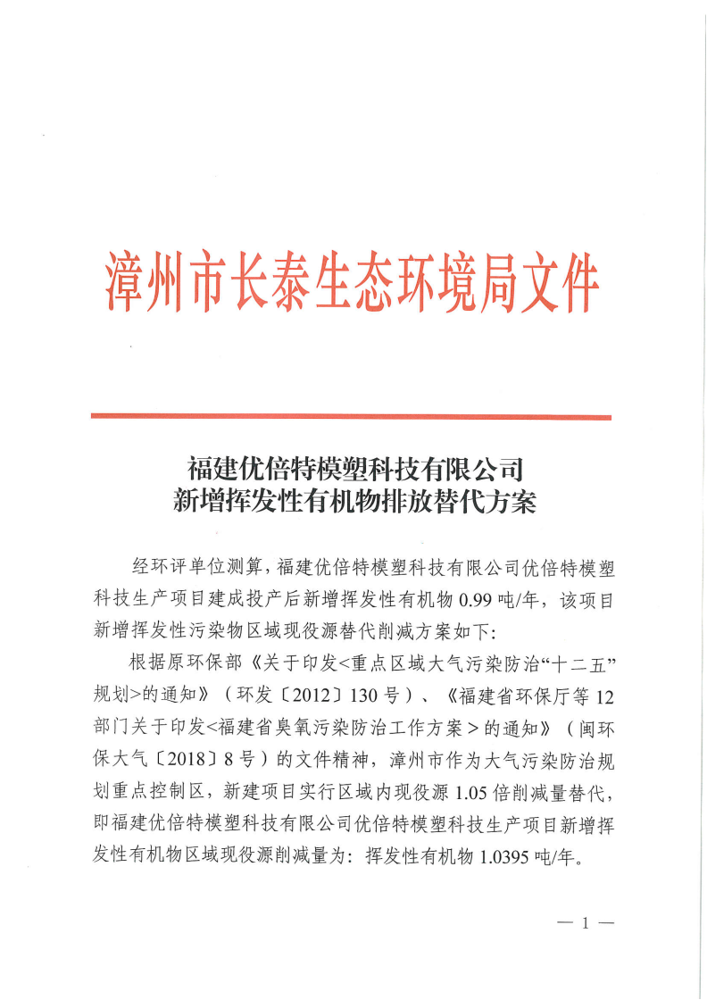 漳州市长泰生态环境局文件
福建优倍特模塑科技有限公司
新增挥发性有机物排放替代方案
经环评单位测算，福建优倍特模塑科技有限公司优倍特模塑
科技生产项目建成投产后新增挥发性有机物 0.99 吨/年，该项目
新增挥发性污染物区域现役源替代削减方案如下：
根据原环保部《关于印发<重点区域大气污染防治“十二五”
规划>的通知》（环发〔2012〕130 号）、《福建省环保厅等 12
部门关于印发<福建省臭氧污染防治工作方案＞的通知》（闽环
保大气〔2018〕8 号）的文件精神，漳州市作为大气污染防治规
划重点控制区，新建项目实行区域内现役源 1.05 倍削减量替代，
即福建优倍特模塑科技有限公司优倍特模塑科技生产项目新增挥
发性有机物区域现役源削减量为：挥发性有机物 1.0395 吨/年。
— 1 —